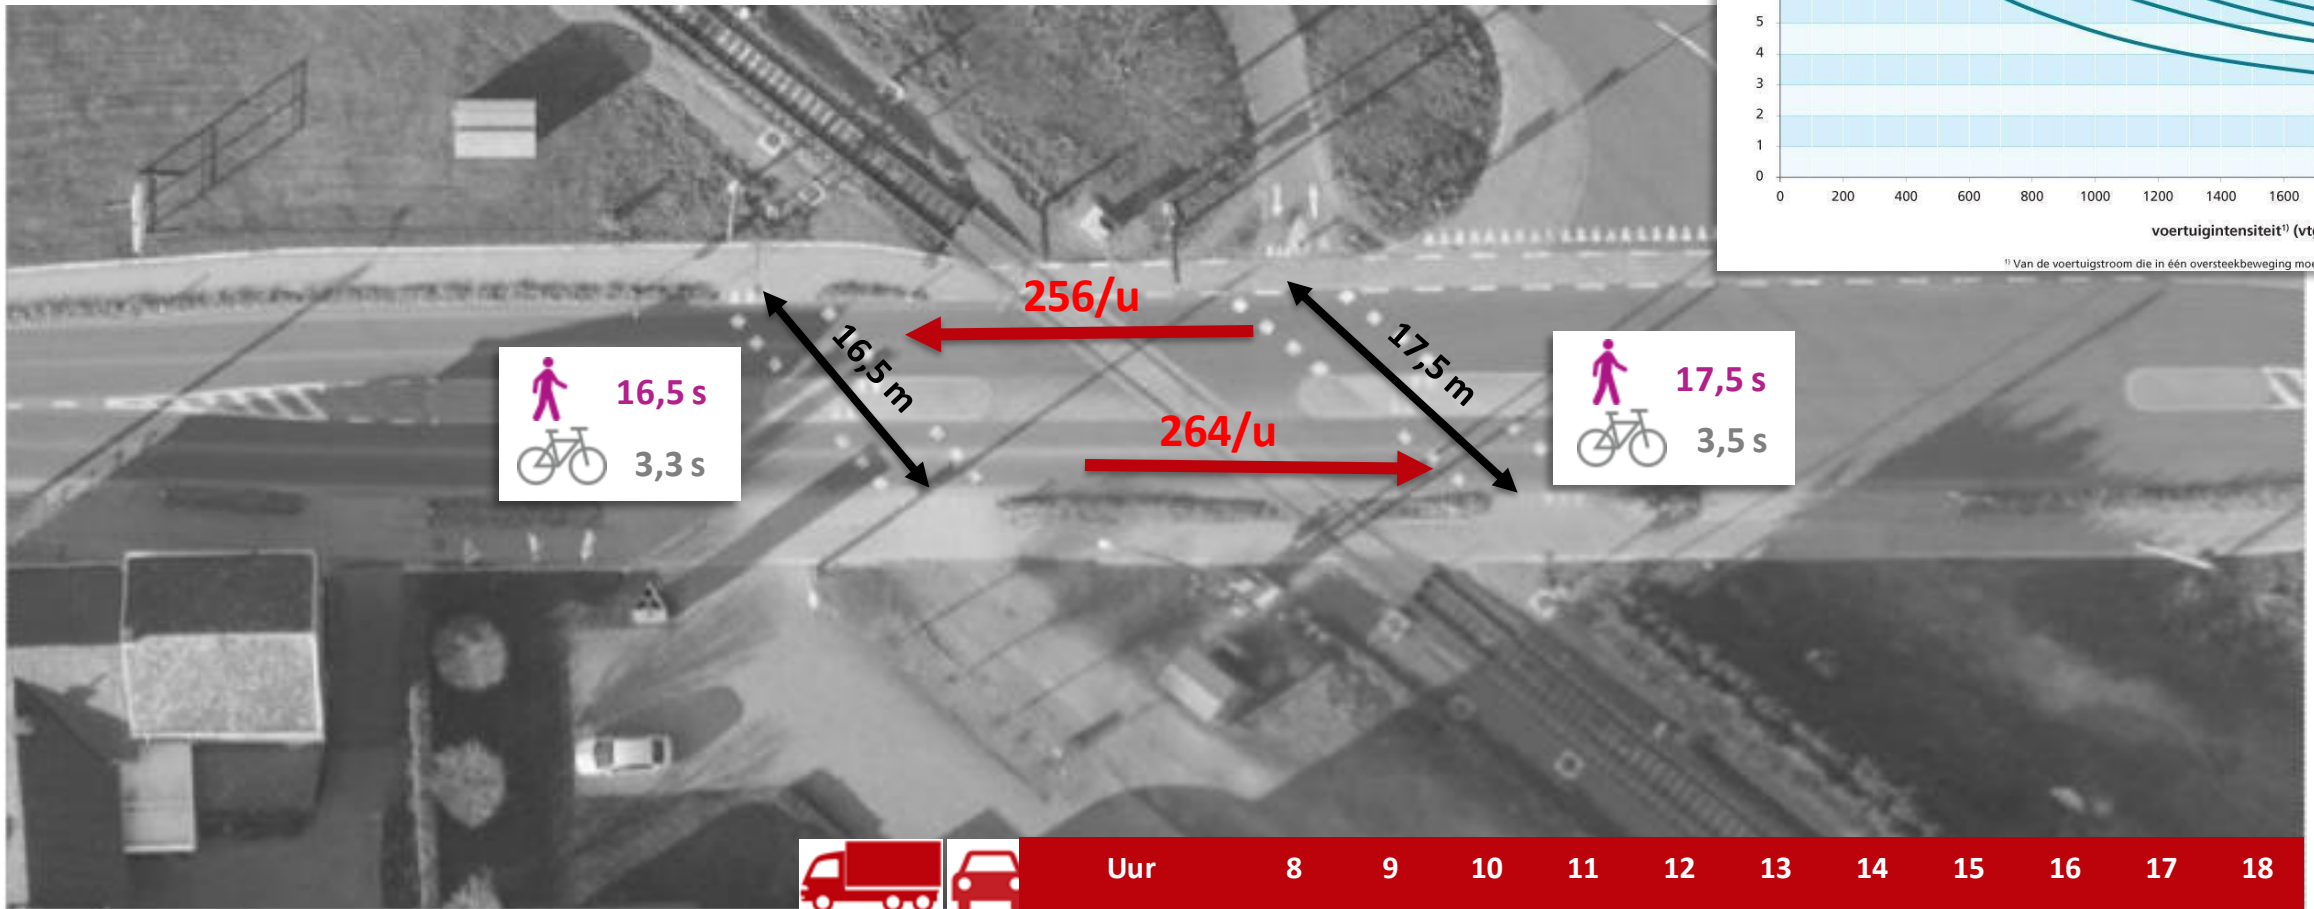 5
4
3
2
1
0
0 200 400 600 800 1000 1200 1400 1600
voertuigintensiteit¹⁾ (vtg
¹⁾ Van de voertuigstroom die in één oversteekbeweging moe
256/u
16,5 m
17,5 m
16,5 s
3,3 s
17,5 s
3,5 s
264/u
Uur 8 9 10 11 12 13 14 15 16 17 18